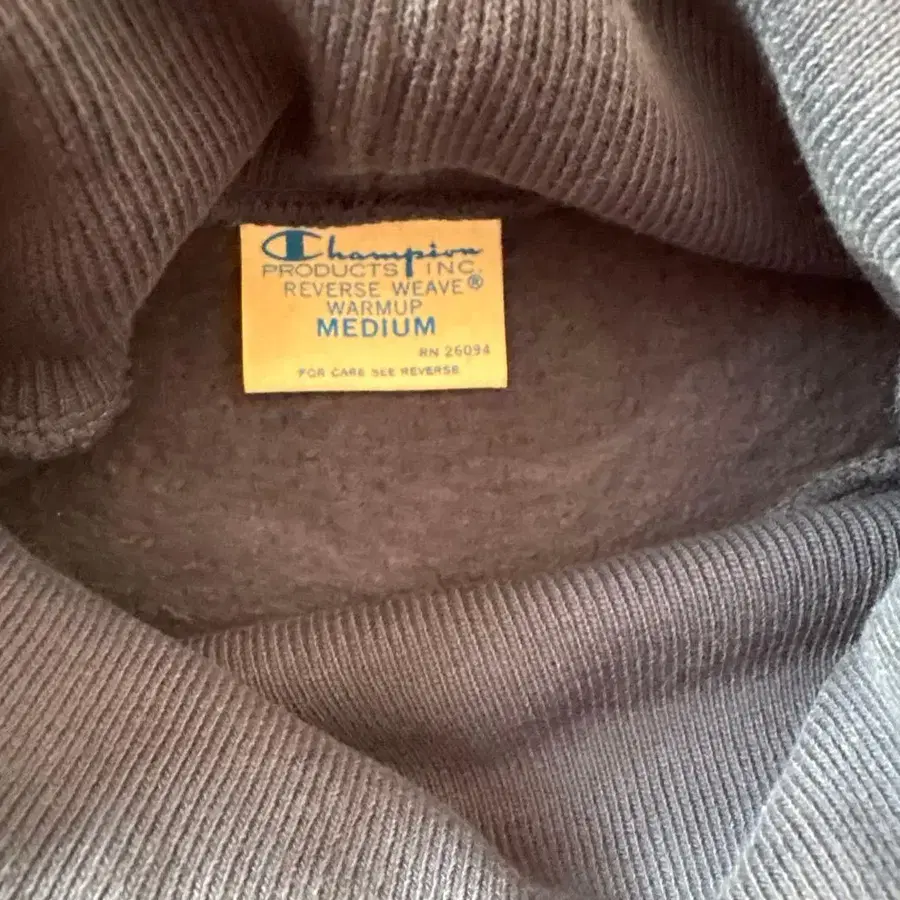 Champion
PRODUCTS INC.
REVERSE WEAVE®
WARMUP
MEDIUM
RN 26094
FOR CARE SEE REVERSE